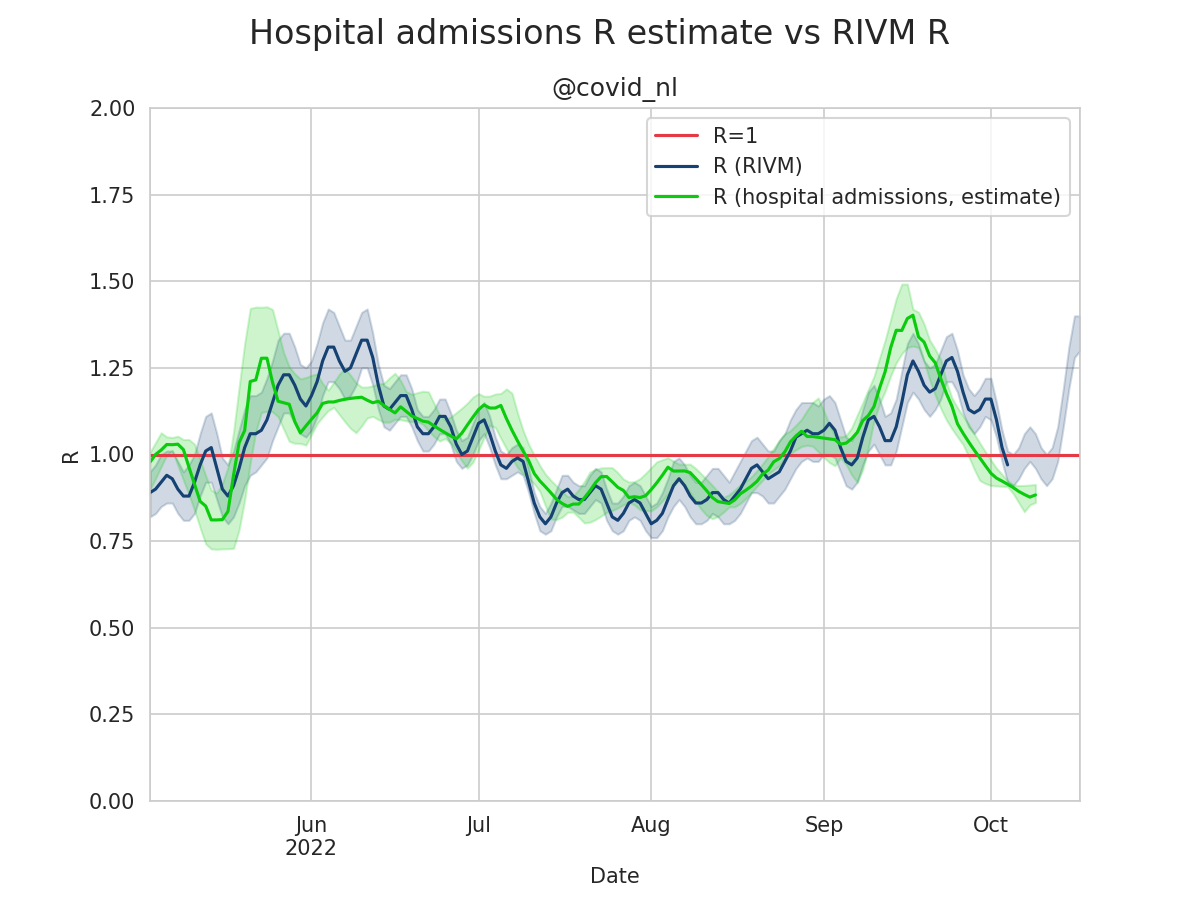 Hospital admissions R estimate vs RIVM R
@covid_nl
2.00
1.75
1.50
1.25
1.00
0.75
0.50
0.25
0.00
R
R=1
R (RIVM)
R (hospital admissions, estimate)
Jun Jul Aug Sep Oct
2022
Date